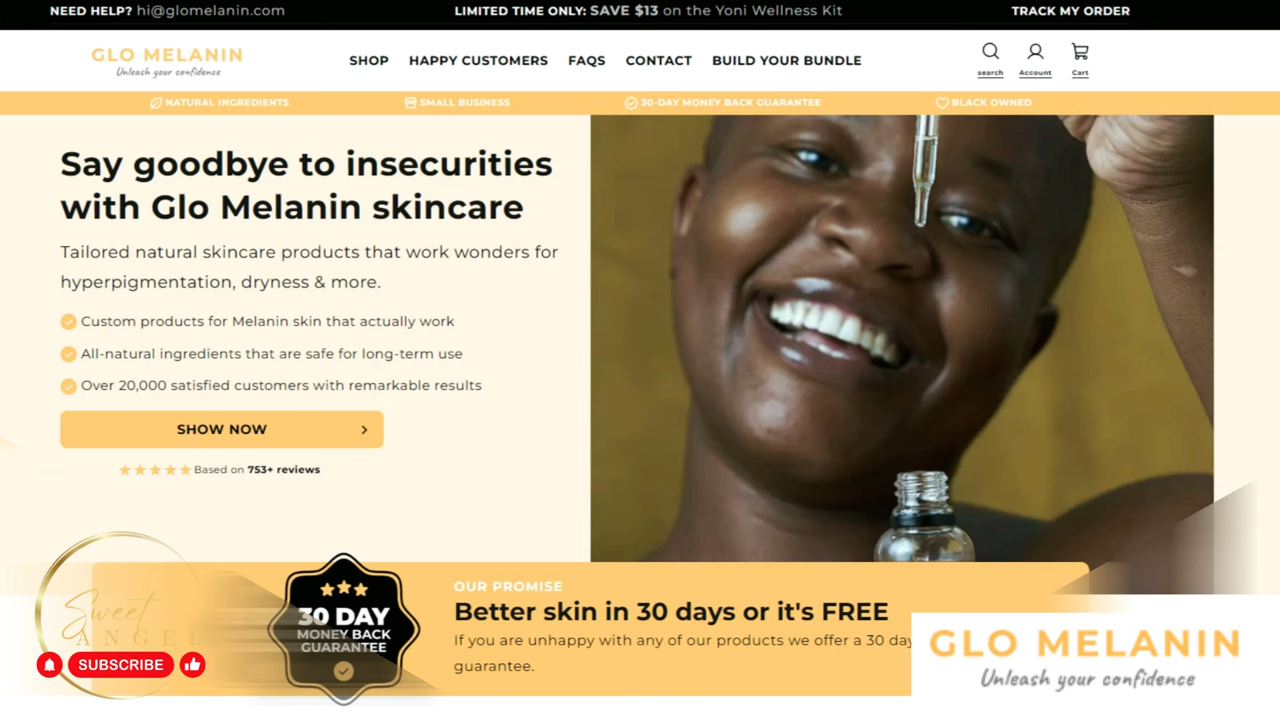 NEED HELP? hi@glomelanin.com
LIMITED TIME ONLY: SAVE $13 on the Yoni Wellness Kit
TRACK MY ORDER
GLO MELANIN
Unleash your confidence
SHOP
HAPPY CUSTOMERS
FAQS
CONTACT
BUILD YOUR BUNDLE
search
Account
Cart
NATURAL INGREDIENTS
SMALL BUSINESS
30-DAY MONEY BACK GUARANTEE
BLACK OWNED
Say goodbye to insecurities
with Glo Melanin skincare
Tailored natural skincare products that work wonders for
hyperpigmentation, dryness & more.
Custom products for Melanin skin that actually work
All-natural ingredients that are safe for long-term use
Over 20,000 satisfied customers with remarkable results
SHOW NOW
Based on 753+ reviews
Sweet
ANGEL
SUBSCRIBE
30 DAY
MONEY BACK
GUARANTEE
OUR PROMISE
Better skin in 30 days or it's FREE
If you are unhappy with any of our products we offer a 30 day
guarantee.
GLO MELANIN
Unleash your confidence